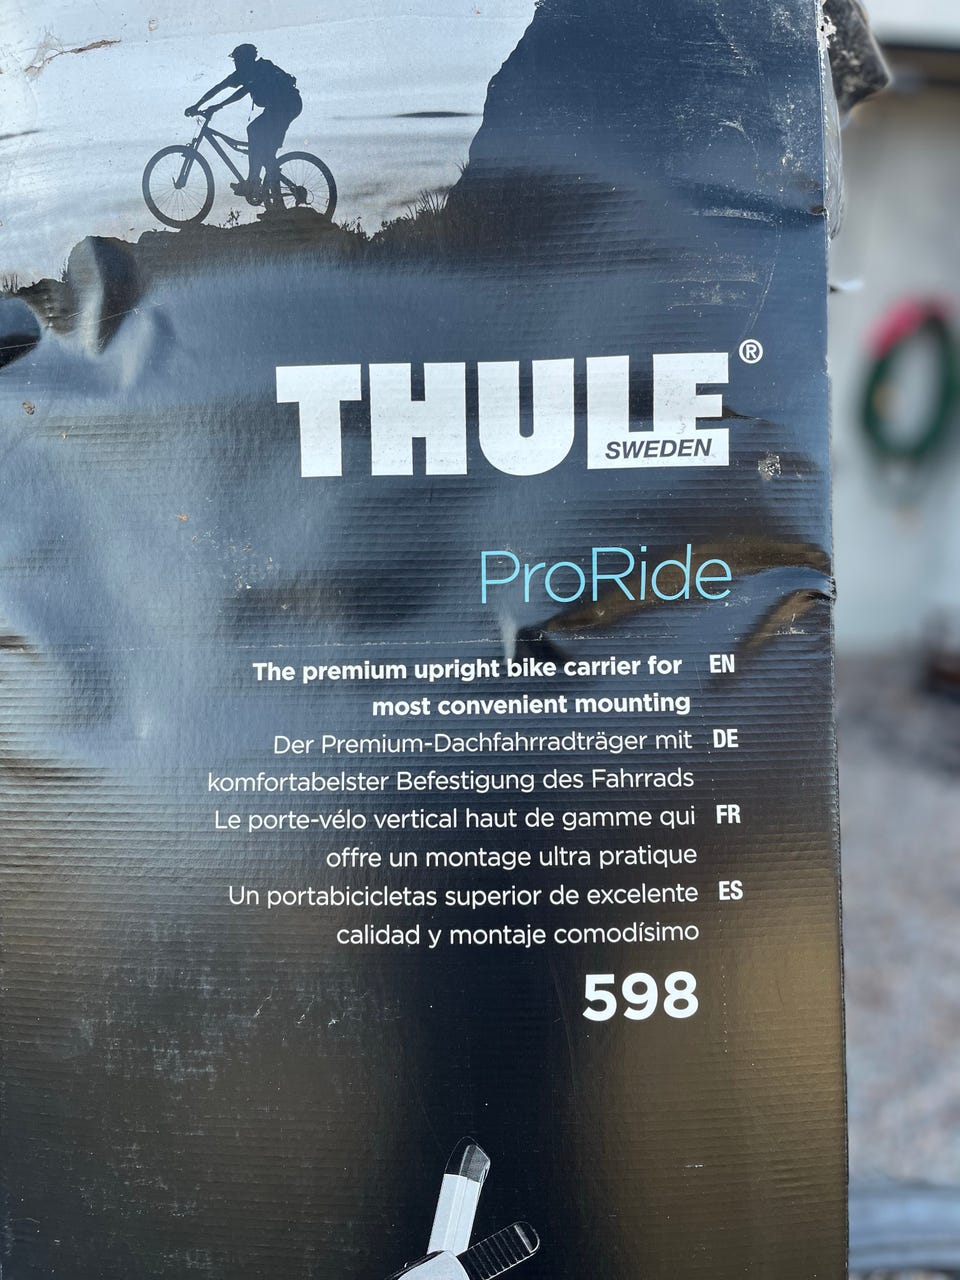 THULE®
SWEDEN
ProRide
The premium upright bike carrier for EN
most convenient mounting
Der Premium-Dachfahrradträger mit DE
komfortabelster Befestigung des Fahrrads
Le porte-vélo vertical haut de gamme qui FR
offre un montage ultra pratique
Un portabicicletas superior de excelente ES
calidad y montaje comodísimo
598